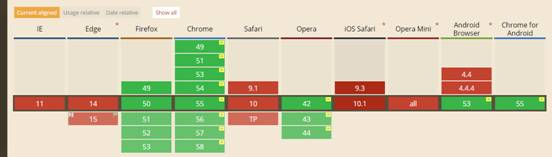 Current aligned Usage relative Date relative Show all
IE Edge * Firefox Chrome Safari Opera iOS Safari * Opera Mini * Android Browser * Chrome for Android
49
51
53
49 54 9.1 9.3 4.4
4.4.4
11 14 50 55 10 42 10.1 all 53 55
15 51 56 TP 43
52 57 44
53 58